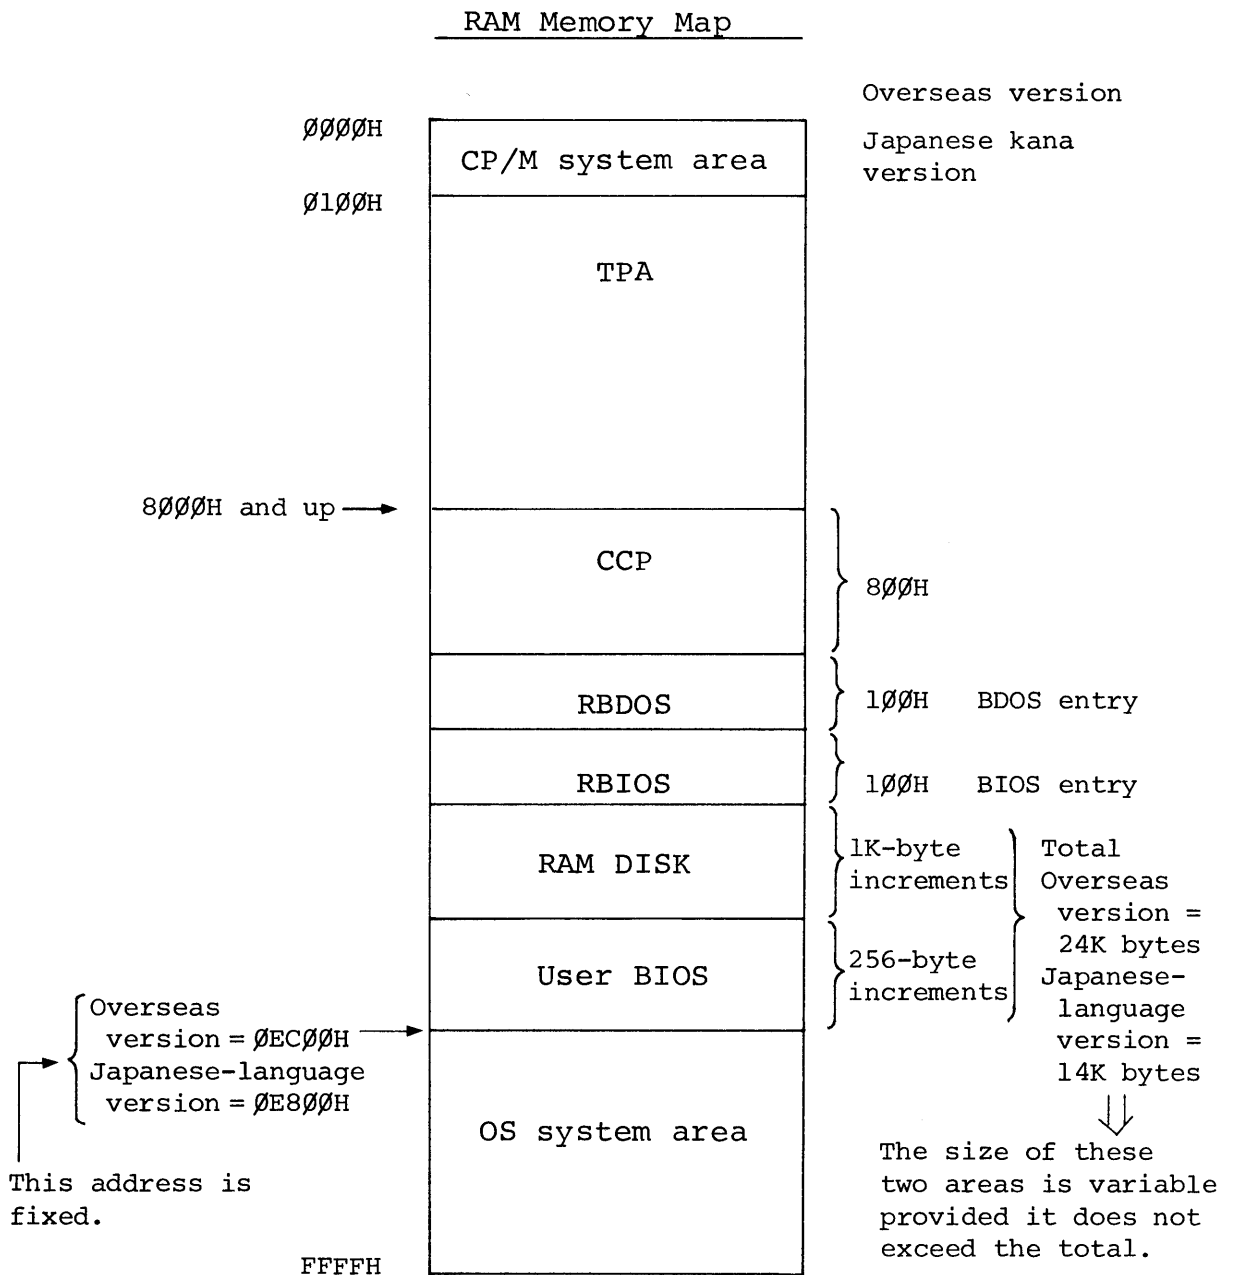 RAM Memory Map
Overseas version
Japanese kana
version
ØØØØH
CP/M system area
Ø1ØØH
TPA
8ØØØH and up
CCP
8ØØH
RBDOS
1ØØH BDOS entry
RBIOS
1ØØH BIOS entry
RAM DISK
1K-byte
increments
User BIOS
256-byte
increments
Total
Overseas
version =
24K bytes
Japanese-
language
version =
14K bytes
The size of these
two areas is variable
provided it does not
exceed the total.
Overseas
version = ØECØØH
Japanese-language
version = ØE8ØØH
This address is
fixed.
OS system area
FFFFH